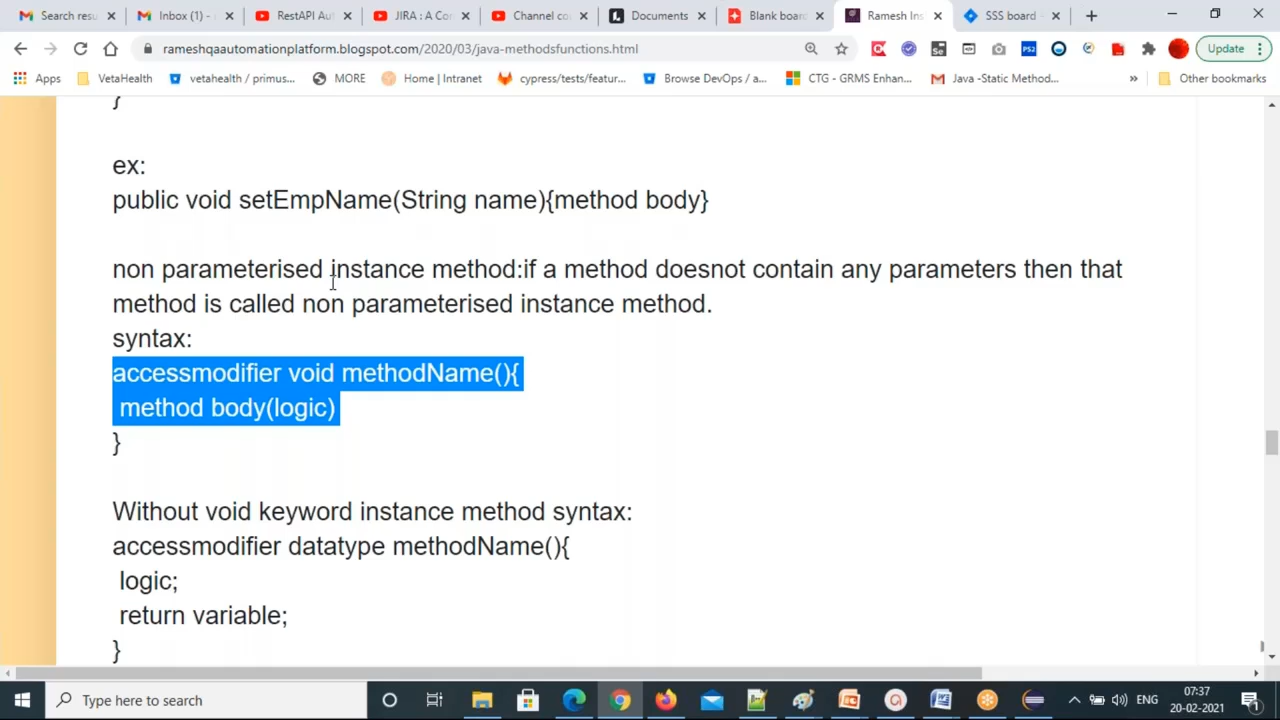 Search resu
Inbox (1) -
RestAPI Au
JIRA : A Co
Channel co
Documents
Blank board
Ramesh Ins
SSS board -
rameshqaautomationplatform.blogspot.com/2020/03/java-methodsfunctions.html
Update
Apps
VetaHealth
vetahealth / primus...
MORE
Home | Intranet
cypress/tests/featur...
Browse DevOps / a...
CTG - GRMS Enhan...
Java -Static Method...
»
Other bookmarks
}
ex:
public void setEmpName(String name){method body}
non parameterised instance method:if a method doesnot contain any parameters then that
method is called non parameterised instance method.
syntax:
accessmodifier void methodName(){
method body(logic)
}
Without void keyword instance method syntax:
accessmodifier datatype methodName(){
logic;
return variable;
}
Type here to search
ENG
07:37
20-02-2021